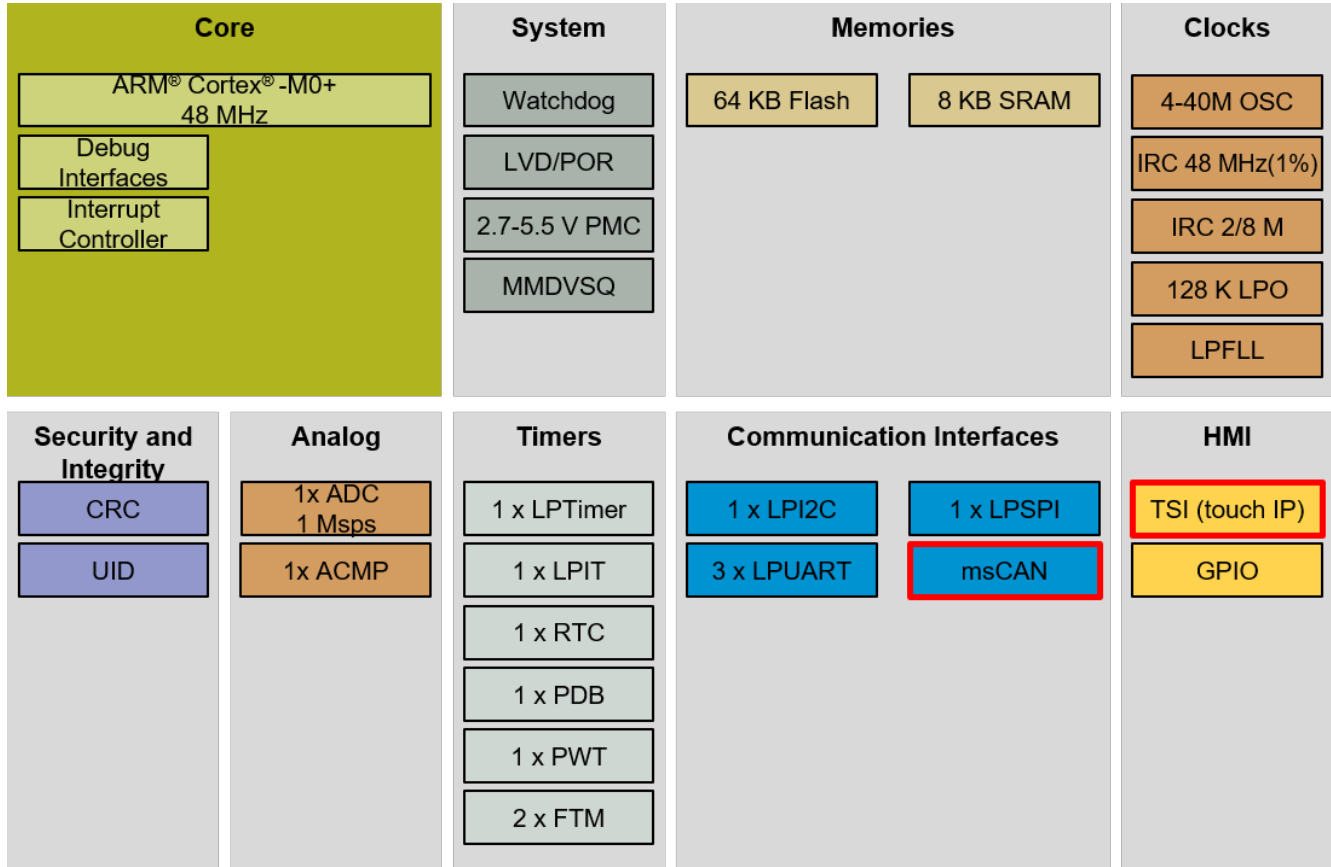 Core
ARM® Cortex® -M0+
48 MHz
Debug
Interfaces
Interrupt
Controller
System
Watchdog
LVD/POR
2.7-5.5 V PMC
MMDVSQ
Memories
64 KB Flash
8 KB SRAM
Clocks
4-40M OSC
IRC 48 MHz(1%)
IRC 2/8 M
128 K LPO
LPFLL
Security and
Integrity
CRC
UID
Analog
1x ADC
1 Msps
1x ACMP
Timers
1 x LPTimer
1 x LPIT
1 x RTC
1 x PDB
1 x PWT
2 x FTM
Communication Interfaces
1 x LPI2C
1 x LPSPI
3 x LPUART
msCAN
HMI
TSI (touch IP)
GPIO